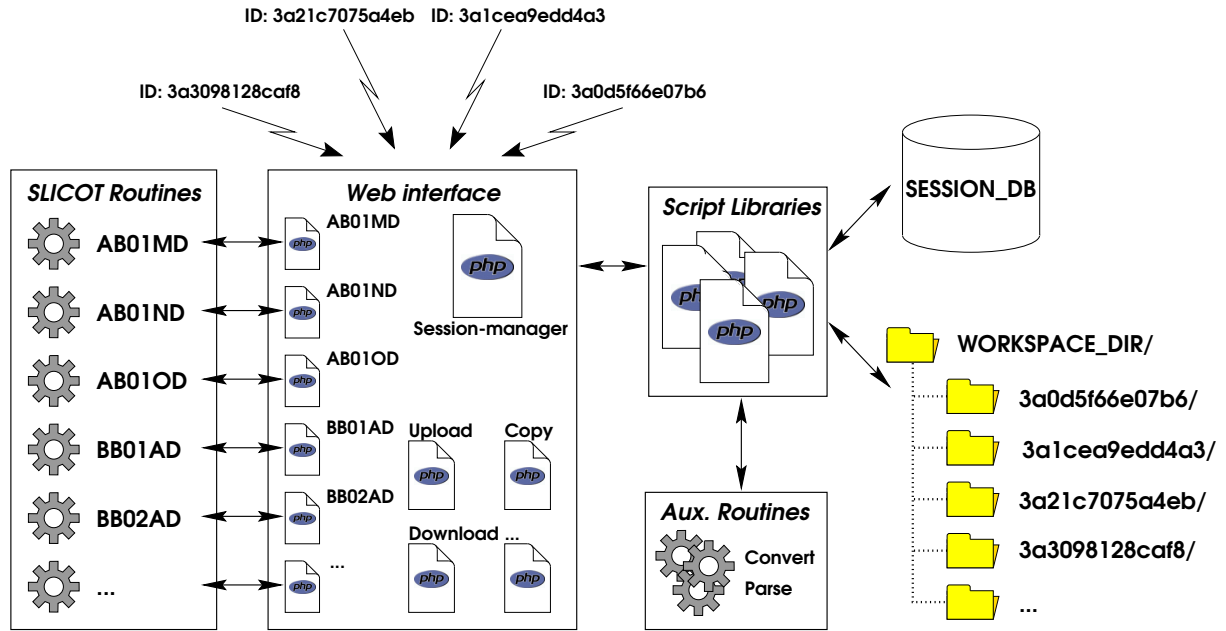 ID: 3a21c7075a4eb
ID: 3a1cea9edd4a3
ID: 3a3098128caf8
ID: 3a0d5f66e07b6
SLICOT Routines
AB01MD
AB01ND
AB01OD
BB01AD
BB02AD
...
Web interface
php
AB01MD
php
AB01ND
php
AB01OD
php
BB01AD
php
BB02AD
php
...
php
php
Session-manager
Upload
php
Copy
php
Download
php
...
php
Script Libraries
php
php
php
php
Aux. Routines
Convert
Parse
SESSION_DB
WORKSPACE_DIR/
3a0d5f66e07b6/
3a1cea9edd4a3/
3a21c7075a4eb/
3a3098128caf8/
...